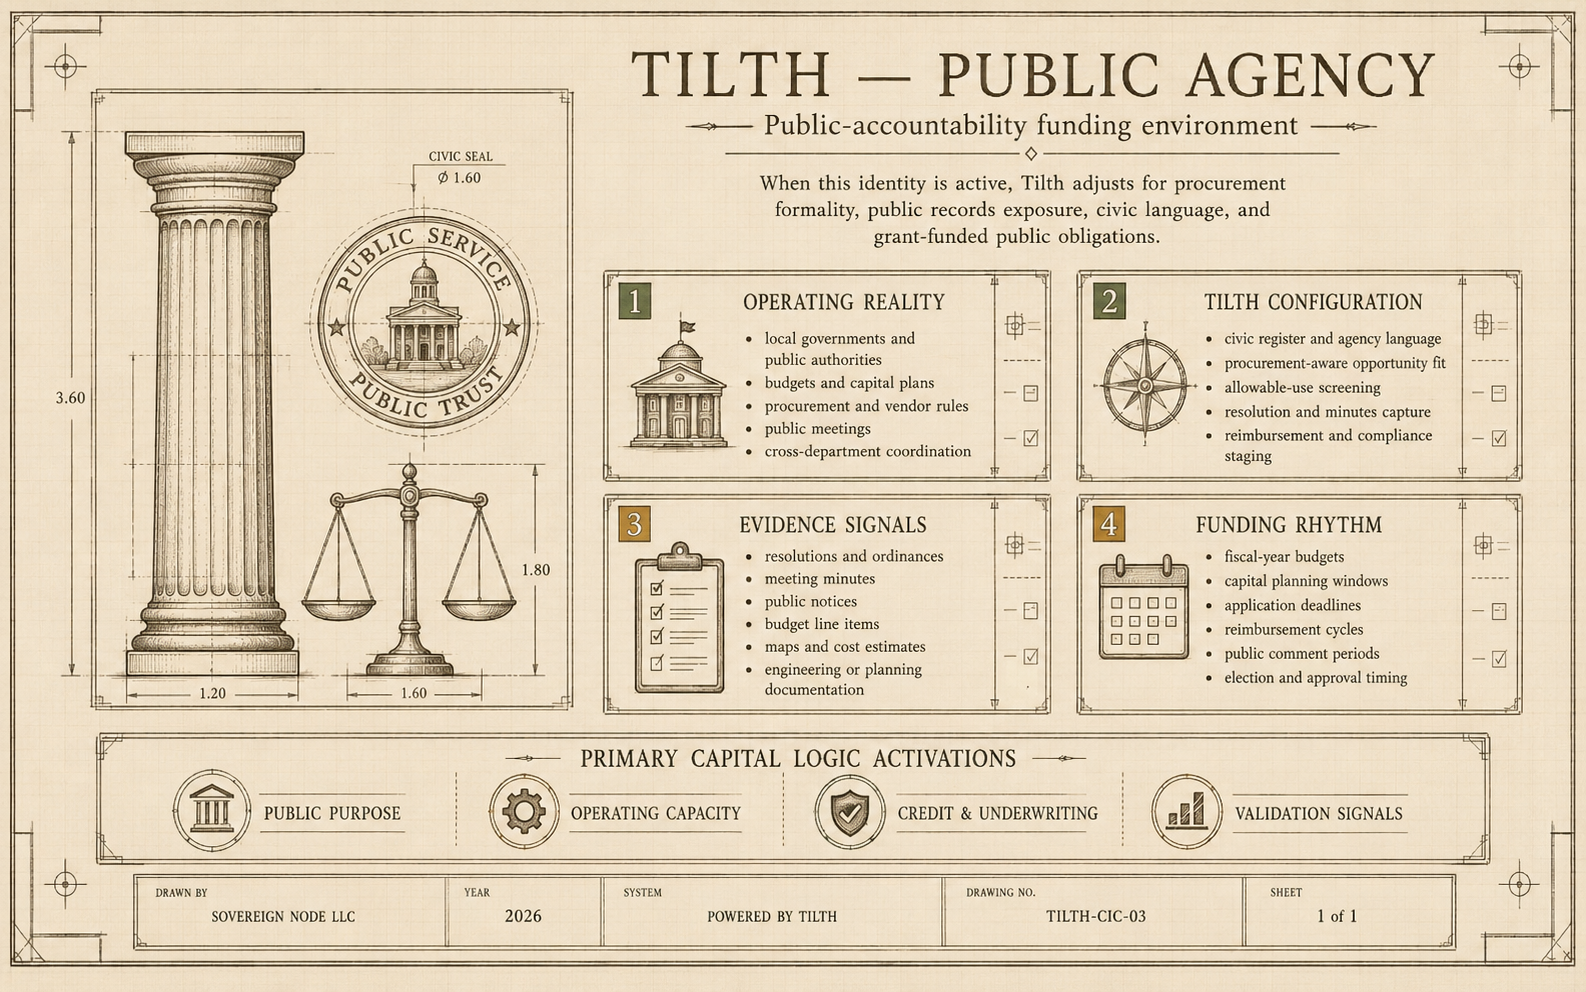 TILTH — PUBLIC AGENCY
Public-accountability funding environment
When this identity is active, Tilth adjusts for procurement
formality, public records exposure, civic language, and
grant-funded public obligations.
CIVIC SEAL
Ø 1.60
PUBLIC SERVICE
PUBLIC TRUST
3.60
1.80
1.20
1.60
1
OPERATING REALITY
• local governments and
public authorities
• budgets and capital plans
• procurement and vendor rules
• public meetings
• cross-department coordination
2
TILTH CONFIGURATION
• civic register and agency language
• procurement-aware opportunity fit
• allowable-use screening
• resolution and minutes capture
• reimbursement and compliance
staging
3
EVIDENCE SIGNALS
• resolutions and ordinances
• meeting minutes
• public notices
• budget line items
• maps and cost estimates
• engineering or planning
documentation
4
FUNDING RHYTHM
• fiscal-year budgets
• capital planning windows
• application deadlines
• reimbursement cycles
• public comment periods
• election and approval timing
PRIMARY CAPITAL LOGIC ACTIVATIONS
PUBLIC PURPOSE
OPERATING CAPACITY
CREDIT & UNDERWRITING
VALIDATION SIGNALS
DRAWN BY
SOVEREIGN NODE LLC
YEAR
2026
SYSTEM
POWERED BY TILTH
DRAWING NO.
TILTH-CIC-03
SHEET
1 of 1